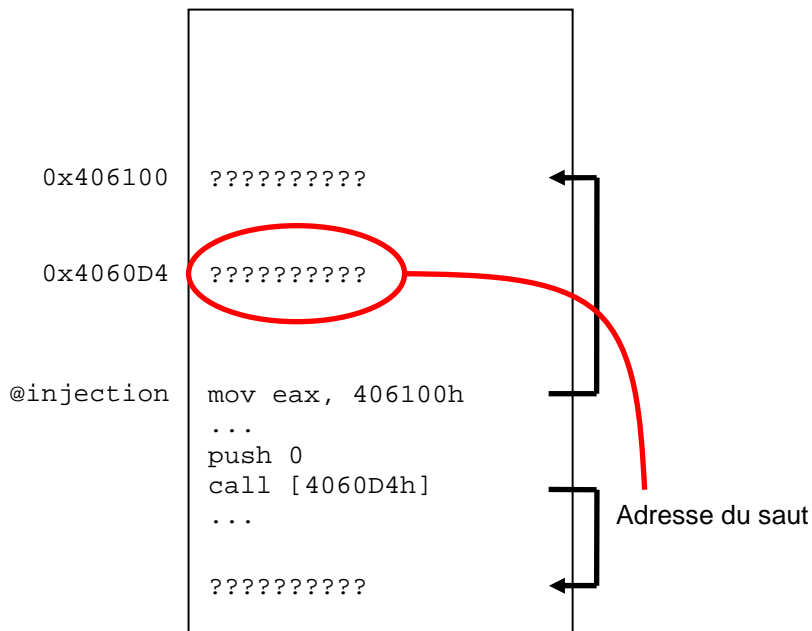 0x406100 ??????????
0x4060D4 ??????????
@injection mov eax, 406100h
...
push 0
call [4060D4h]
...
Adresse du saut
??????????